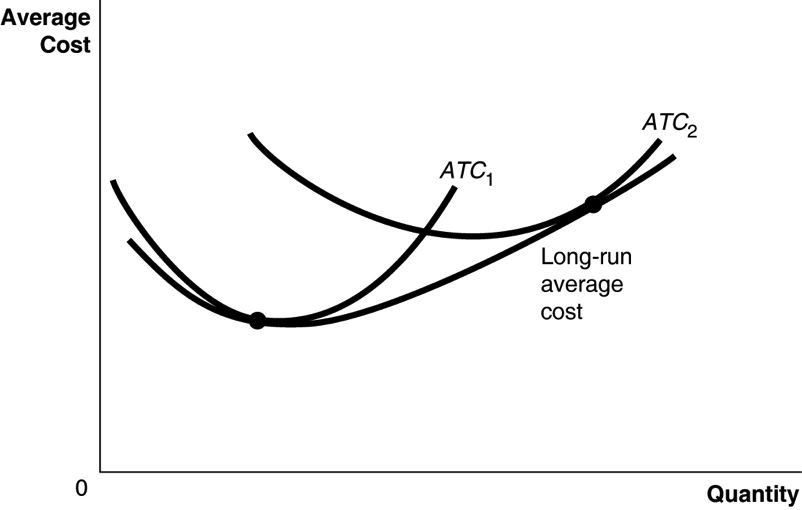 Average
Cost
ATC2
ATC1
Long-run
average
cost
0
Quantity